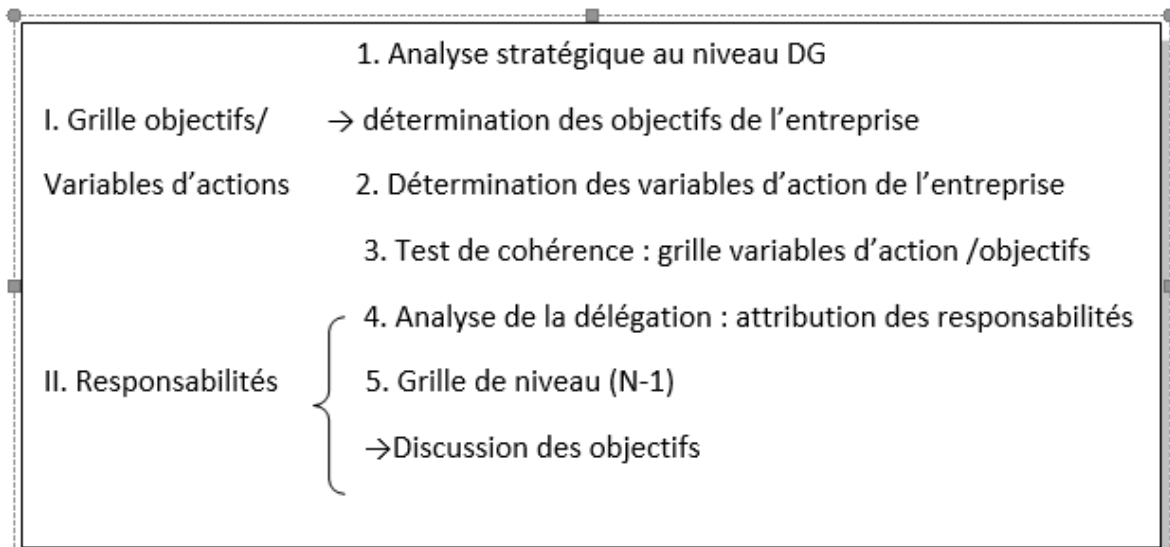 1. Analyse stratégique au niveau DG
I. Grille objectifs/ → détermination des objectifs de l’entreprise
Variables d’actions 2. Détermination des variables d’action de l’entreprise
3. Test de cohérence : grille variables d’action /objectifs
4. Analyse de la délégation : attribution des responsabilités
II. Responsabilités 5. Grille de niveau (N-1)
→Discussion des objectifs